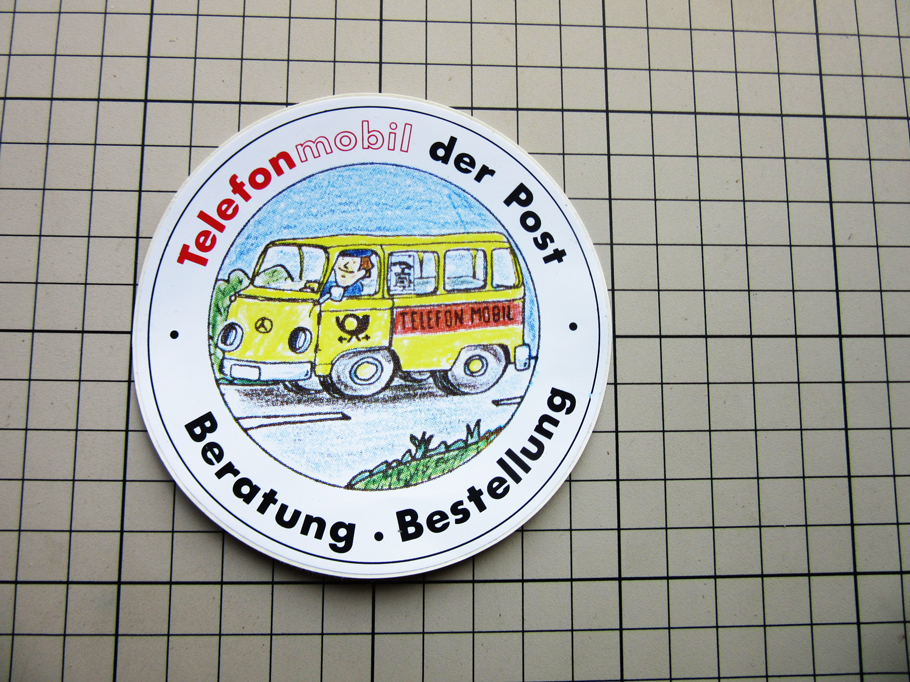 Telefonmobil der Post
TELEFON MOBIL
Beratung · Bestellung